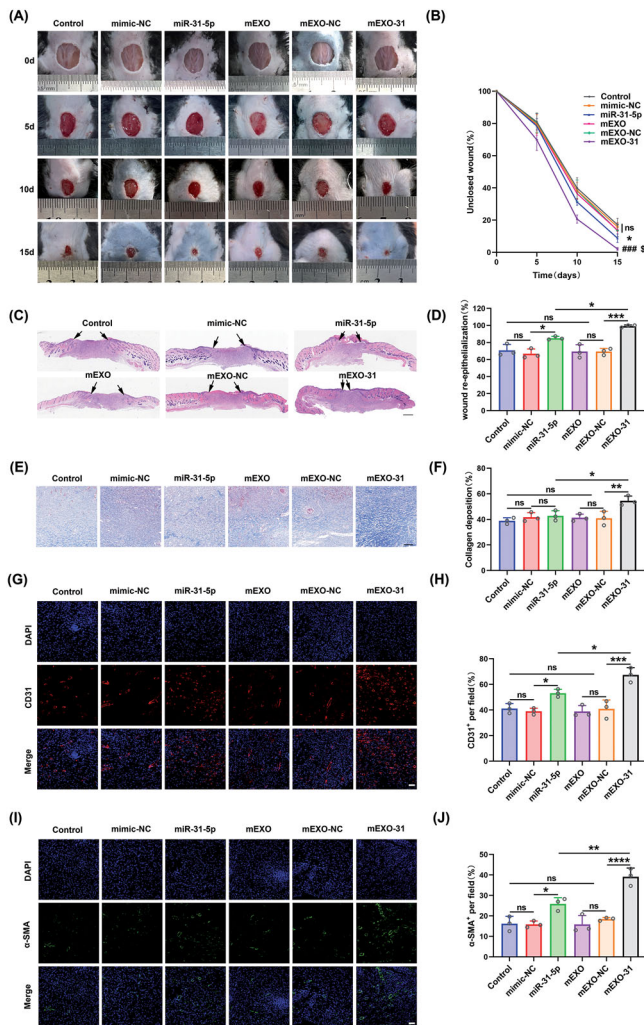 (A)
Control mimic-NC miR-31-5p mEXO mEXO-NC mEXO-31
0d
5d
10d
15d
(B)
Unclosed wound(%)
100
80
60
40
20
0
0 5 10 15
Time(days)
Control
mimic-NC
miR-31-5p
mEXO
mEXO-NC
mEXO-31
ns
*
### $
(C)
Control mimic-NC miR-31-5p
mEXO mEXO-NC mEXO-31
(D)
wound re-epithelialization(%)
120
100
80
60
40
20
0
*
ns ***
ns * ns
Control mimic-NC miR-31-5p mEXO mEXO-NC mEXO-31
(E)
Control mimic-NC miR-31-5p mEXO mEXO-NC mEXO-31
(F)
Collagen deposition(%)
80
60
40
20
0
*
ns **
ns ns ns
Control mimic-NC miR-31-5p mEXO mEXO-NC mEXO-31
(G)
Control mimic-NC miR-31-5p mEXO mEXO-NC mEXO-31
DAPI
CD31
Merge
(H)
CD31+ per field(%)
80
60
40
20
0
*
ns ***
ns * ns
Control mimic-NC miR-31-5p mEXO mEXO-NC mEXO-31
(I)
Control mimic-NC miR-31-5p mEXO mEXO-NC mEXO-31
DAPI
α-SMA
Merge
(J)
α-SMA+ per field(%)
50
40
30
20
10
0
**
ns ****
ns * ns
Control mimic-NC miR-31-5p mEXO mEXO-NC mEXO-31